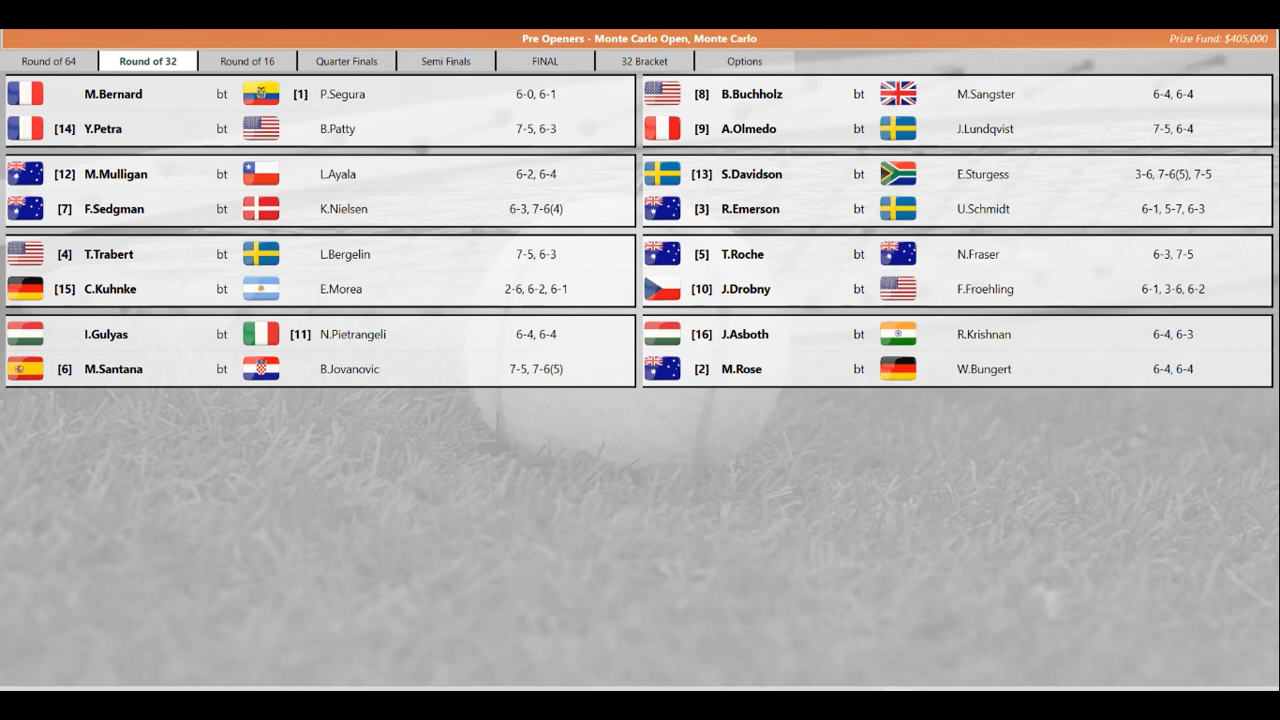 Pre Openers - Monte Carlo Open, Monte Carlo
Prize Fund: $405,000
Round of 64 Round of 32 Round of 16 Quarter Finals Semi Finals FINAL 32 Bracket Options
M.Bernard bt [1] P.Segura 6-0, 6-1
[14] Y.Petra bt B.Patty 7-5, 6-3
[12] M.Mulligan bt L.Ayala 6-2, 6-4
[7] F.Sedgman bt K.Nielsen 6-3, 7-6(4)
[4] T.Trabert bt L.Bergelin 7-5, 6-3
[15] C.Kuhnke bt E.Morea 2-6, 6-2, 6-1
I.Gulyas bt [11] N.Pietrangeli 6-4, 6-4
[6] M.Santana bt B.Jovanovic 7-5, 7-6(5)
[8] B.Buchholz bt M.Sangster 6-4, 6-4
[9] A.Olmedo bt J.Lundqvist 7-5, 6-4
[13] S.Davidson bt E.Sturgess 3-6, 7-6(5), 7-5
[3] R.Emerson bt U.Schmidt 6-1, 5-7, 6-3
[5] T.Roche bt N.Fraser 6-3, 7-5
[10] J.Drobny bt F.Froehling 6-1, 3-6, 6-2
[16] J.Asboth bt R.Krishnan 6-4, 6-3
[2] M.Rose bt W.Bungert 6-4, 6-4